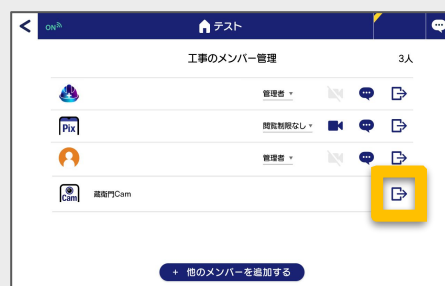 ON
テスト
工事のメンバー管理 3人
管理者
Pix 閲覧制限なし
管理者
Cam 蔵衛門Cam
+ 他のメンバーを追加する